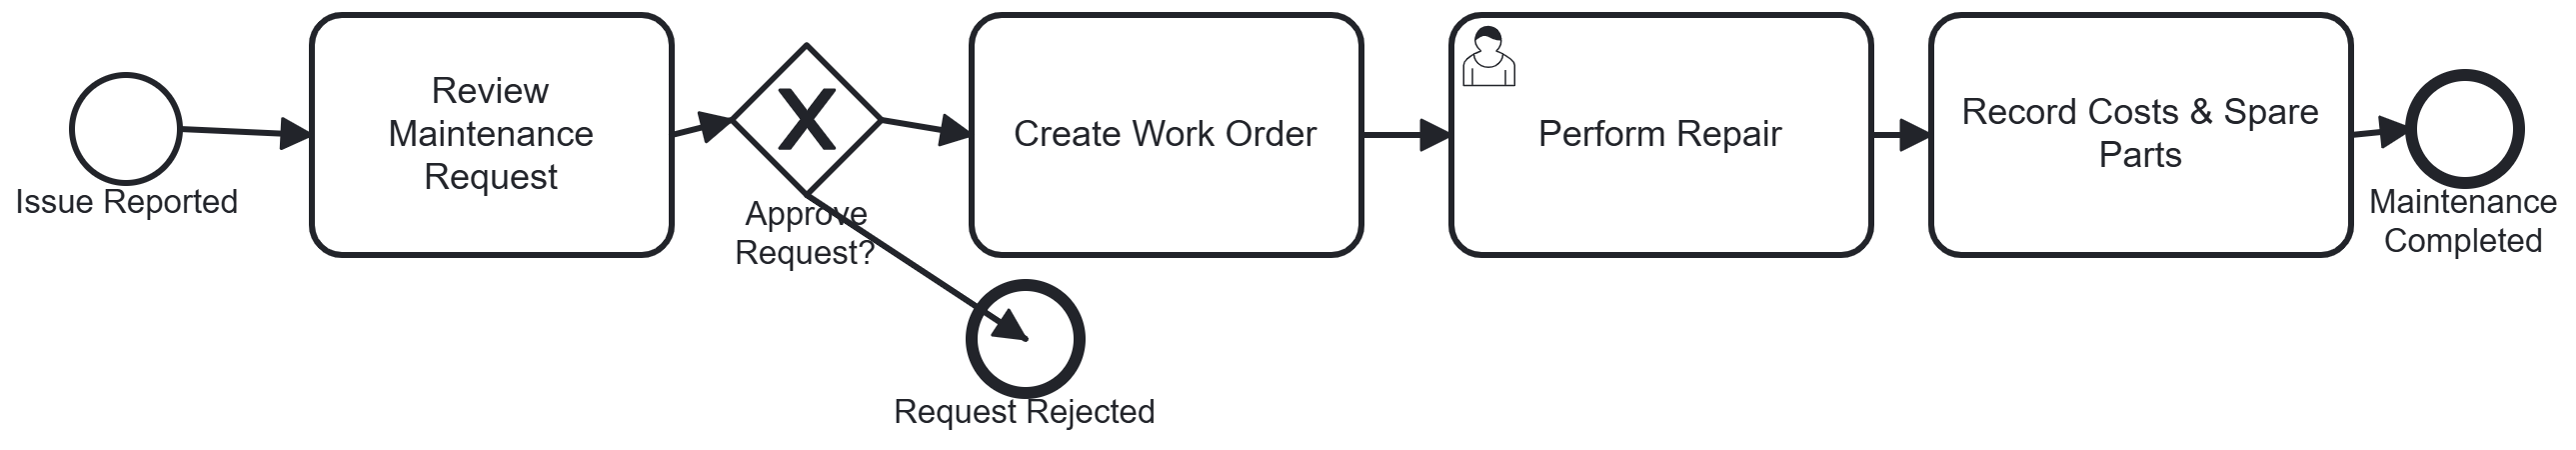 Issue Reported
Review
Maintenance
Request
X
Approve
Request?
Request Rejected
Create Work Order
Perform Repair
Record Costs & Spare
Parts
Maintenance
Completed